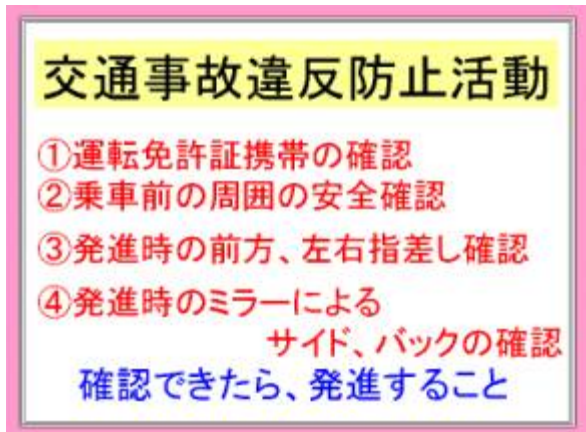 交通事故違反防止活動
①運転免許証携帯の確認
②乗車前の周囲の安全確認
③発進時の前方、左右指差し確認
④発進時のミラーによる
サイド、バックの確認
確認できたら、発進すること